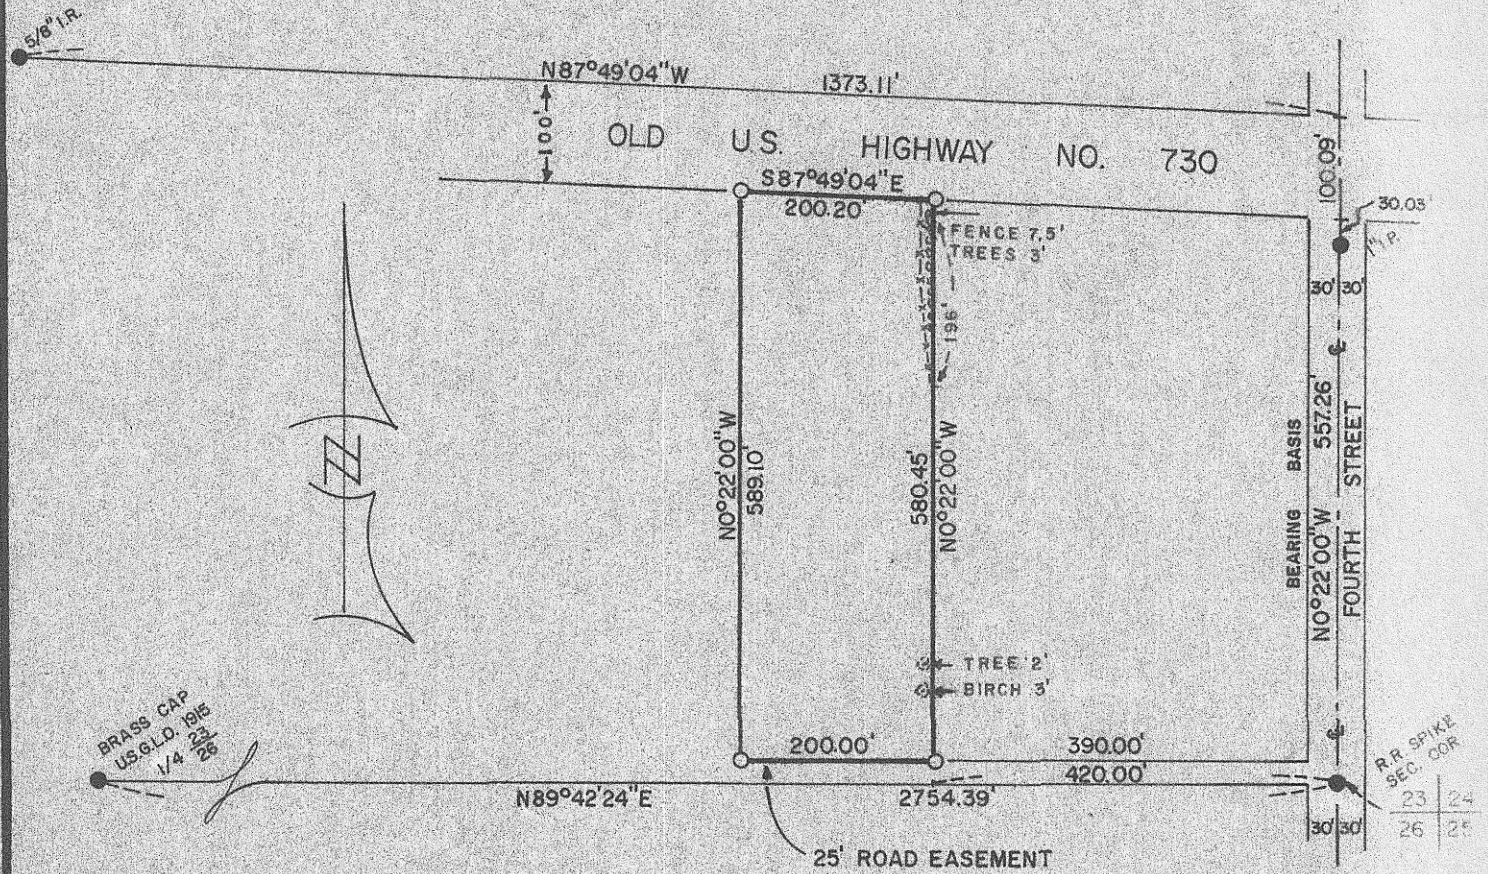 5/8" I.R.
N87°49'04"W 1373.11'
100'
OLD U.S. HIGHWAY NO. 730
100.09'
S87°49'04"E
200.20'
30.03'
1" I.P.
FENCE 7.5'
TREES 3'
196'
30' 30'
N0°22'00"W
589.10'
580.45'
N0°22'00"W
BEARING BASIS
N0°22'00"W 557.26'
FOURTH STREET
TREE 2'
BIRCH 3'
BRASS CAP
U.S.G.L.D. 1915
1/4 23
26
200.00'
390.00'
420.00'
N89°42'24"E
2754.39'
R.R. SPIKE
SEC. COR
23 24
26 25
30' 30'
25' ROAD EASEMENT